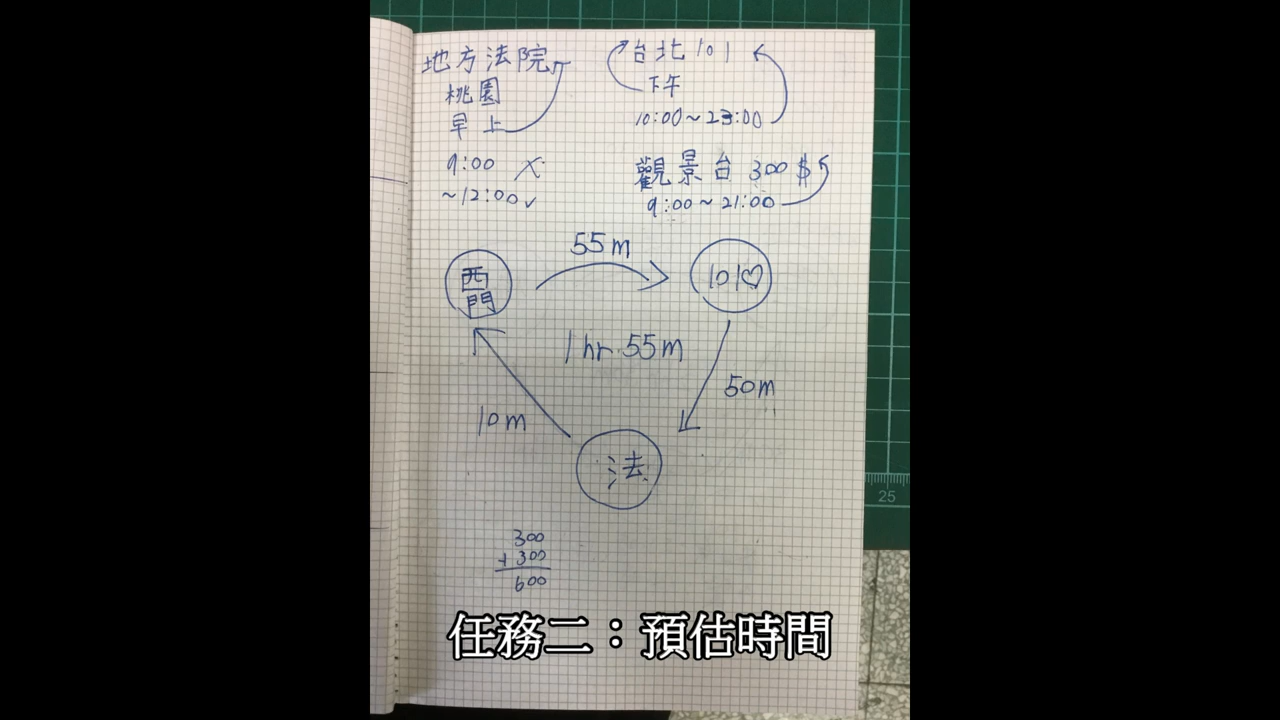 地方法院
桃園
早上
9:00 X
~12:00✓
台北101
下午
10:00~23:00
觀景台 300$
9:00~21:00
西門
55m
101♡
1hr 55m
50m
10m
法
300
+300
600
25
任務二：預估時間